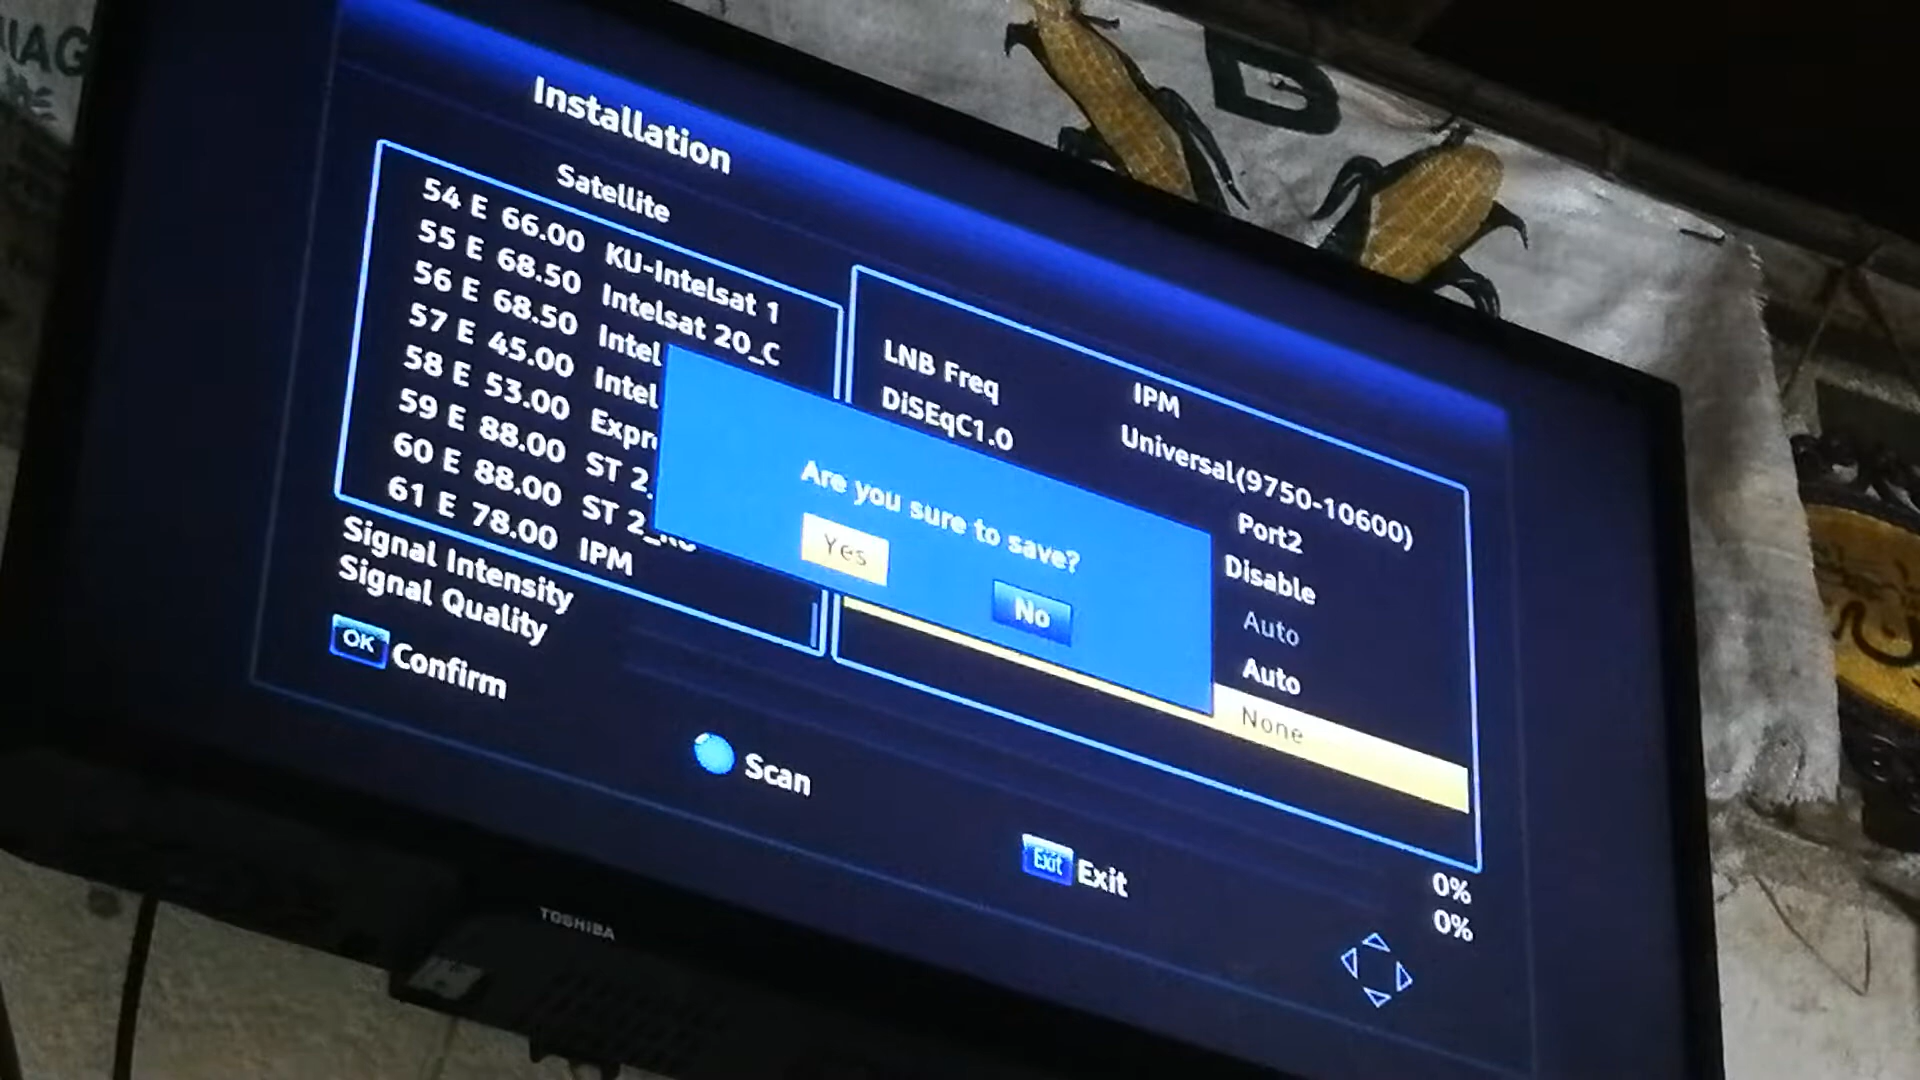 Installation
Satellite
54 E 66.00 KU-Intelsat 1
55 E 68.50 Intelsat 20_C
56 E 68.50 Intel
57 E 45.00 Intel
58 E 53.00 Expr
59 E 88.00 ST 2
60 E 88.00 ST 2_
61 E 78.00 IPM
Signal Intensity
Signal Quality
OK Confirm
Scan
Exit Exit
LNB Freq
DiSEqC1.0
IPM
Universal(9750-10600)
Port2
Disable
Auto
Auto
None
Are you sure to save?
Yes
No
0%
0%
TOSHIBA
B